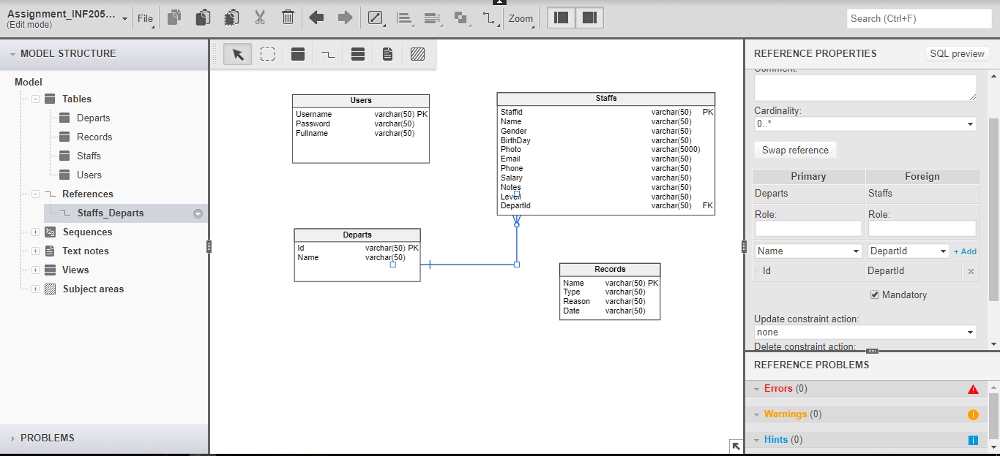 Assignment_INF205...
(Edit mode)
File
Zoom
Search (Ctrl+F)
MODEL STRUCTURE
Model
Tables
Departs
Records
Staffs
Users
References
Staffs_Departs
Sequences
Text notes
Views
Subject areas
PROBLEMS
Users
Username varchar(50) PK
Password varchar(50)
Fullname varchar(50)
Staffs
Staffid varchar(50) PK
Name varchar(50)
Gender varchar(50)
BirthDay varchar(50)
Photo varchar(5000)
Email varchar(50)
Phone varchar(50)
Salary varchar(50)
Notes varchar(50)
Level varchar(50)
DepartId varchar(50) FK
Departs
Id varchar(50) PK
Name varchar(50)
Records
Name varchar(50) PK
Type varchar(50)
Reason varchar(50)
Date varchar(50)
REFERENCE PROPERTIES
SQL preview
Comment:
Cardinality:
0..*
Swap reference
Primary Foreign
Departs Staffs
Role: Role:
Name DepartId + Add
Id DepartId
Mandatory
Update constraint action:
none
Delete constraint action:
REFERENCE PROBLEMS
Errors (0)
Warnings (0)
Hints (0)